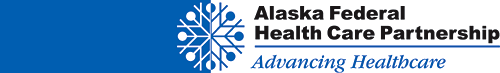 Alaska Federal
Health Care Partnership
Advancing Healthcare